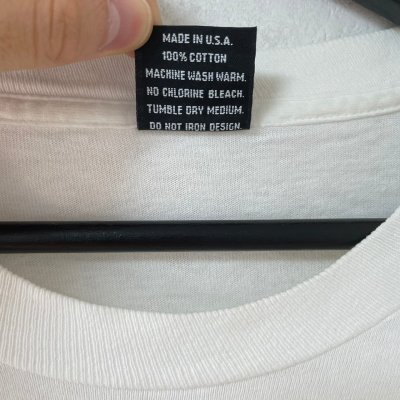 MADE IN U.S.A.
100% COTTON
MACHINE WASH WARM.
NO CHLORINE BLEACH.
TUMBLE DRY MEDIUM.
DO NOT IRON DESIGN.